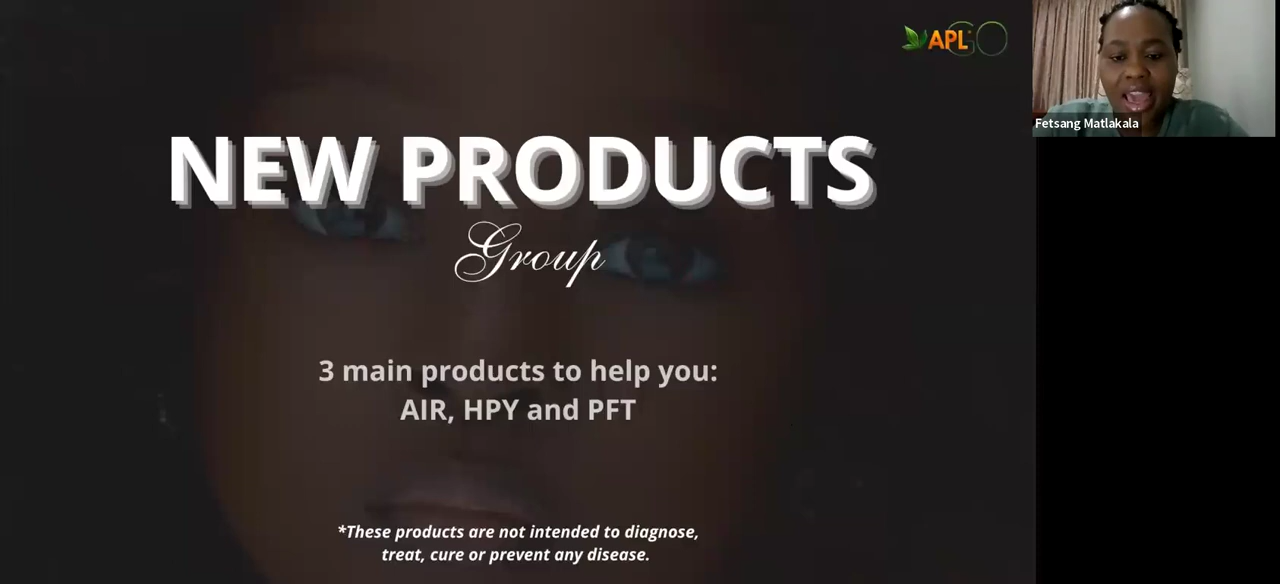 APLGO
Fetsang Matlakala
NEW PRODUCTS
Group
3 main products to help you:
AIR, HPY and PFT
*These products are not intended to diagnose,
treat, cure or prevent any disease.